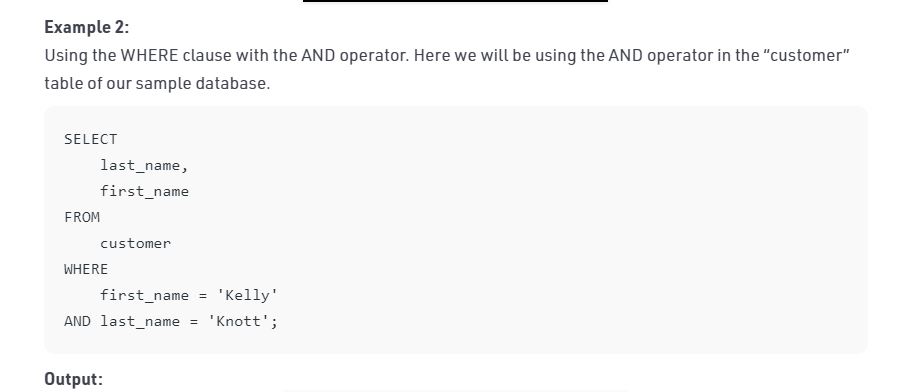 Example 2:
Using the WHERE clause with the AND operator. Here we will be using the AND operator in the “customer”
table of our sample database.
SELECT
last_name,
first_name
FROM
customer
WHERE
first_name = 'Kelly'
AND last_name = 'Knott';
Output: